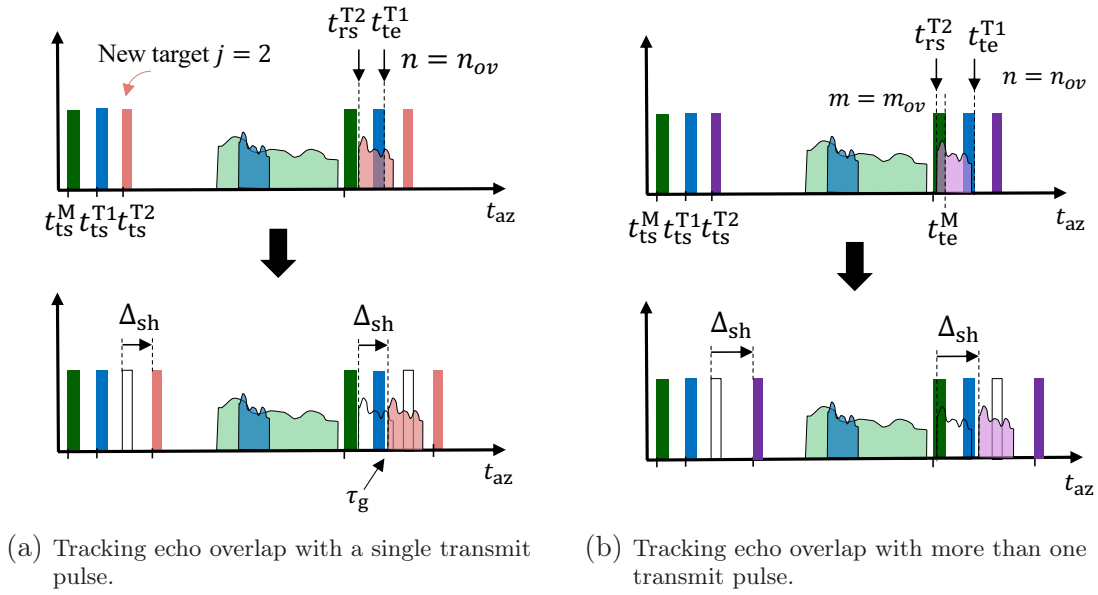 t_rs^T2 t_te^T1
New target j = 2
n = n_ov
t_ts^M t_ts^T1 t_ts^T2
t_az
Δ_sh
Δ_sh
τ_g
t_az
(a) Tracking echo overlap with a single transmit
pulse.
t_rs^T2 t_te^T1
m = m_ov
n = n_ov
t_ts^M t_ts^T1 t_ts^T2
t_te^M
t_az
Δ_sh
Δ_sh
t_az
(b) Tracking echo overlap with more than one
transmit pulse.